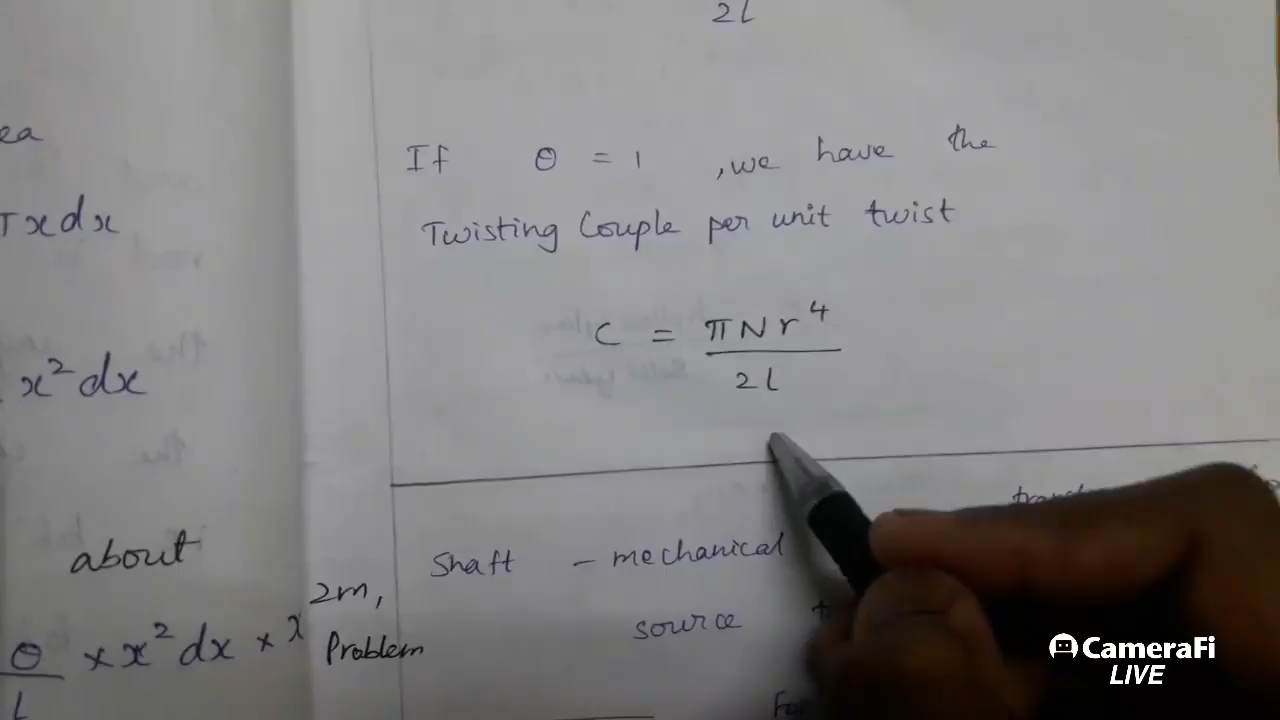 2l
ea
If θ = 1 , we have the
πxdx
Twisting Couple per unit twist
C = πNr⁴
2l
x²dx
about
Shaft - mechanical
source
2m,
Problem
θ × x²dx × x
l
CameraFi
LIVE